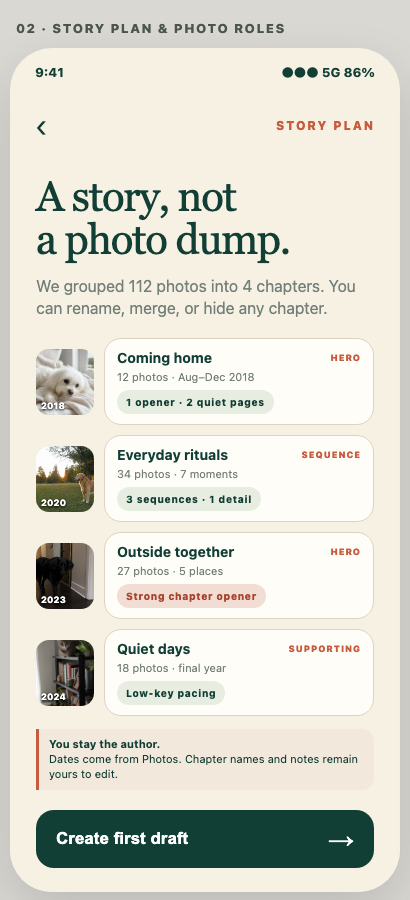 02 · STORY PLAN & PHOTO ROLES
9:41
5G 86%
STORY PLAN
A story, not
a photo dump.
We grouped 112 photos into 4 chapters. You
can rename, merge, or hide any chapter.
2018
Coming home
HERO
12 photos · Aug–Dec 2018
1 opener · 2 quiet pages
2020
Everyday rituals
SEQUENCE
34 photos · 7 moments
3 sequences · 1 detail
2023
Outside together
HERO
27 photos · 5 places
Strong chapter opener
2024
Quiet days
SUPPORTING
18 photos · final year
Low-key pacing
You stay the author.
Dates come from Photos. Chapter names and notes remain
yours to edit.
Create first draft →